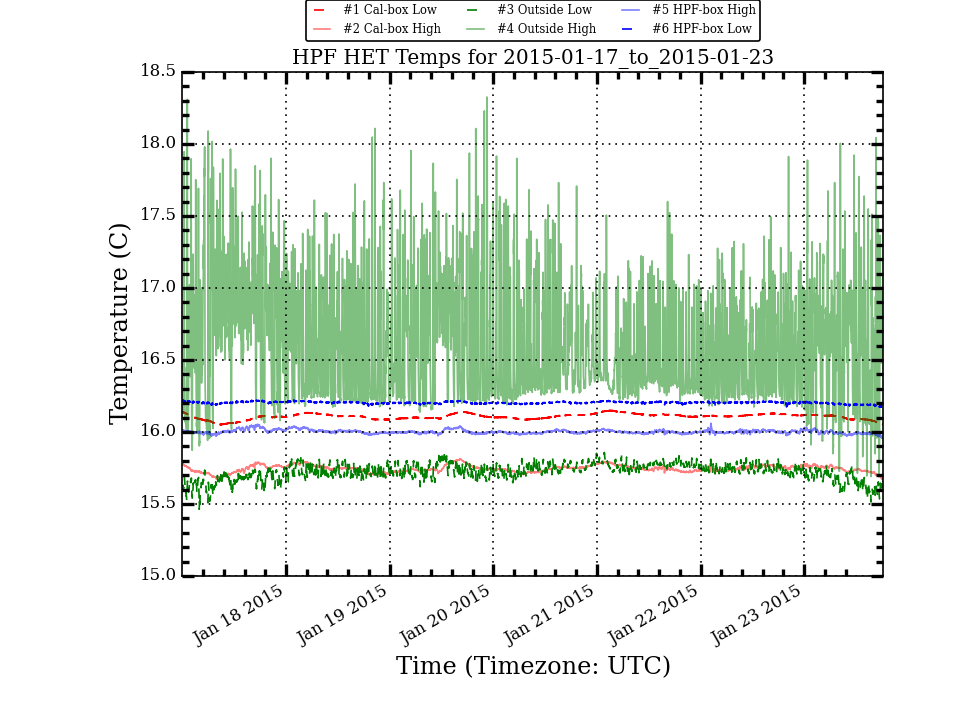 #1 Cal-box Low #3 Outside Low #5 HPF-box High
#2 Cal-box High #4 Outside High #6 HPF-box Low
HPF HET Temps for 2015-01-17_to_2015-01-23
18.5
18.0
17.5
17.0
16.5
16.0
15.5
15.0
Temperature (C)
Jan 18 2015
Jan 19 2015
Jan 20 2015
Jan 21 2015
Jan 22 2015
Jan 23 2015
Time (Timezone: UTC)